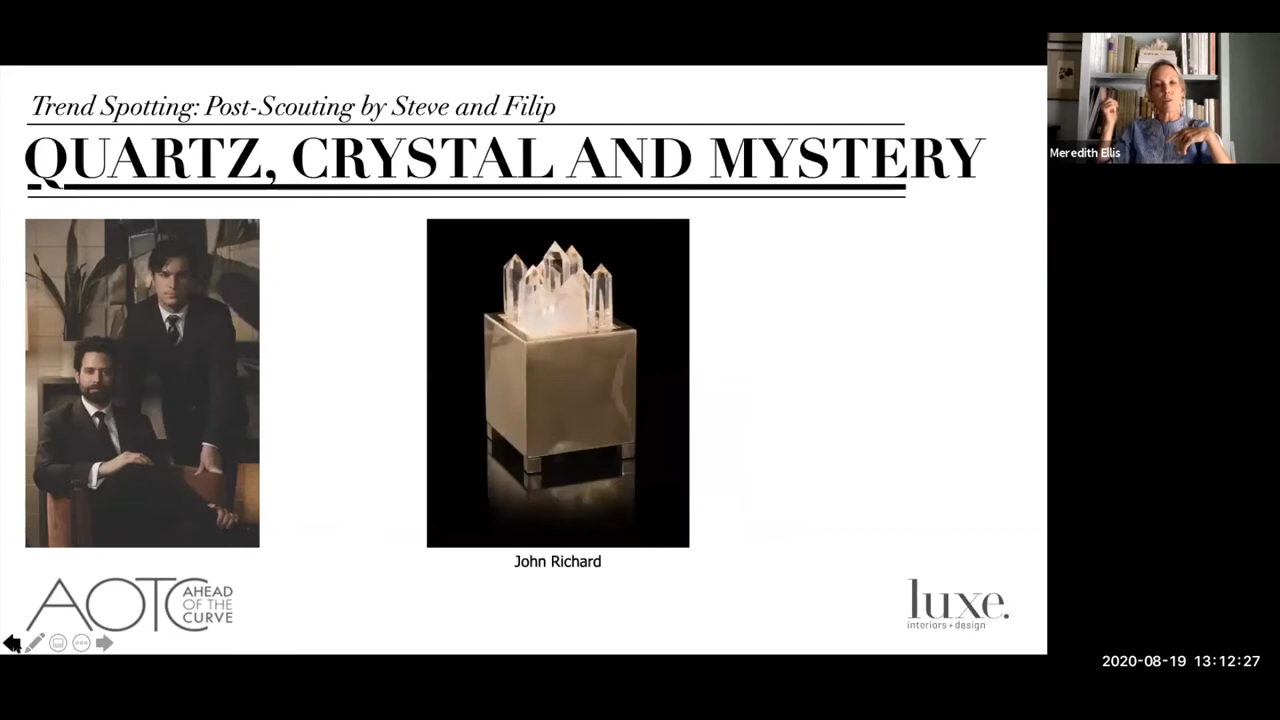 Trend Spotting: Post-Scouting by Steve and Filip
QUARTZ, CRYSTAL AND MYSTERY
Meredith Ellis
John Richard
AOTC AHEAD
OF THE
CURVE
luxe.
interiors + design
2020-08-19 13:12:27